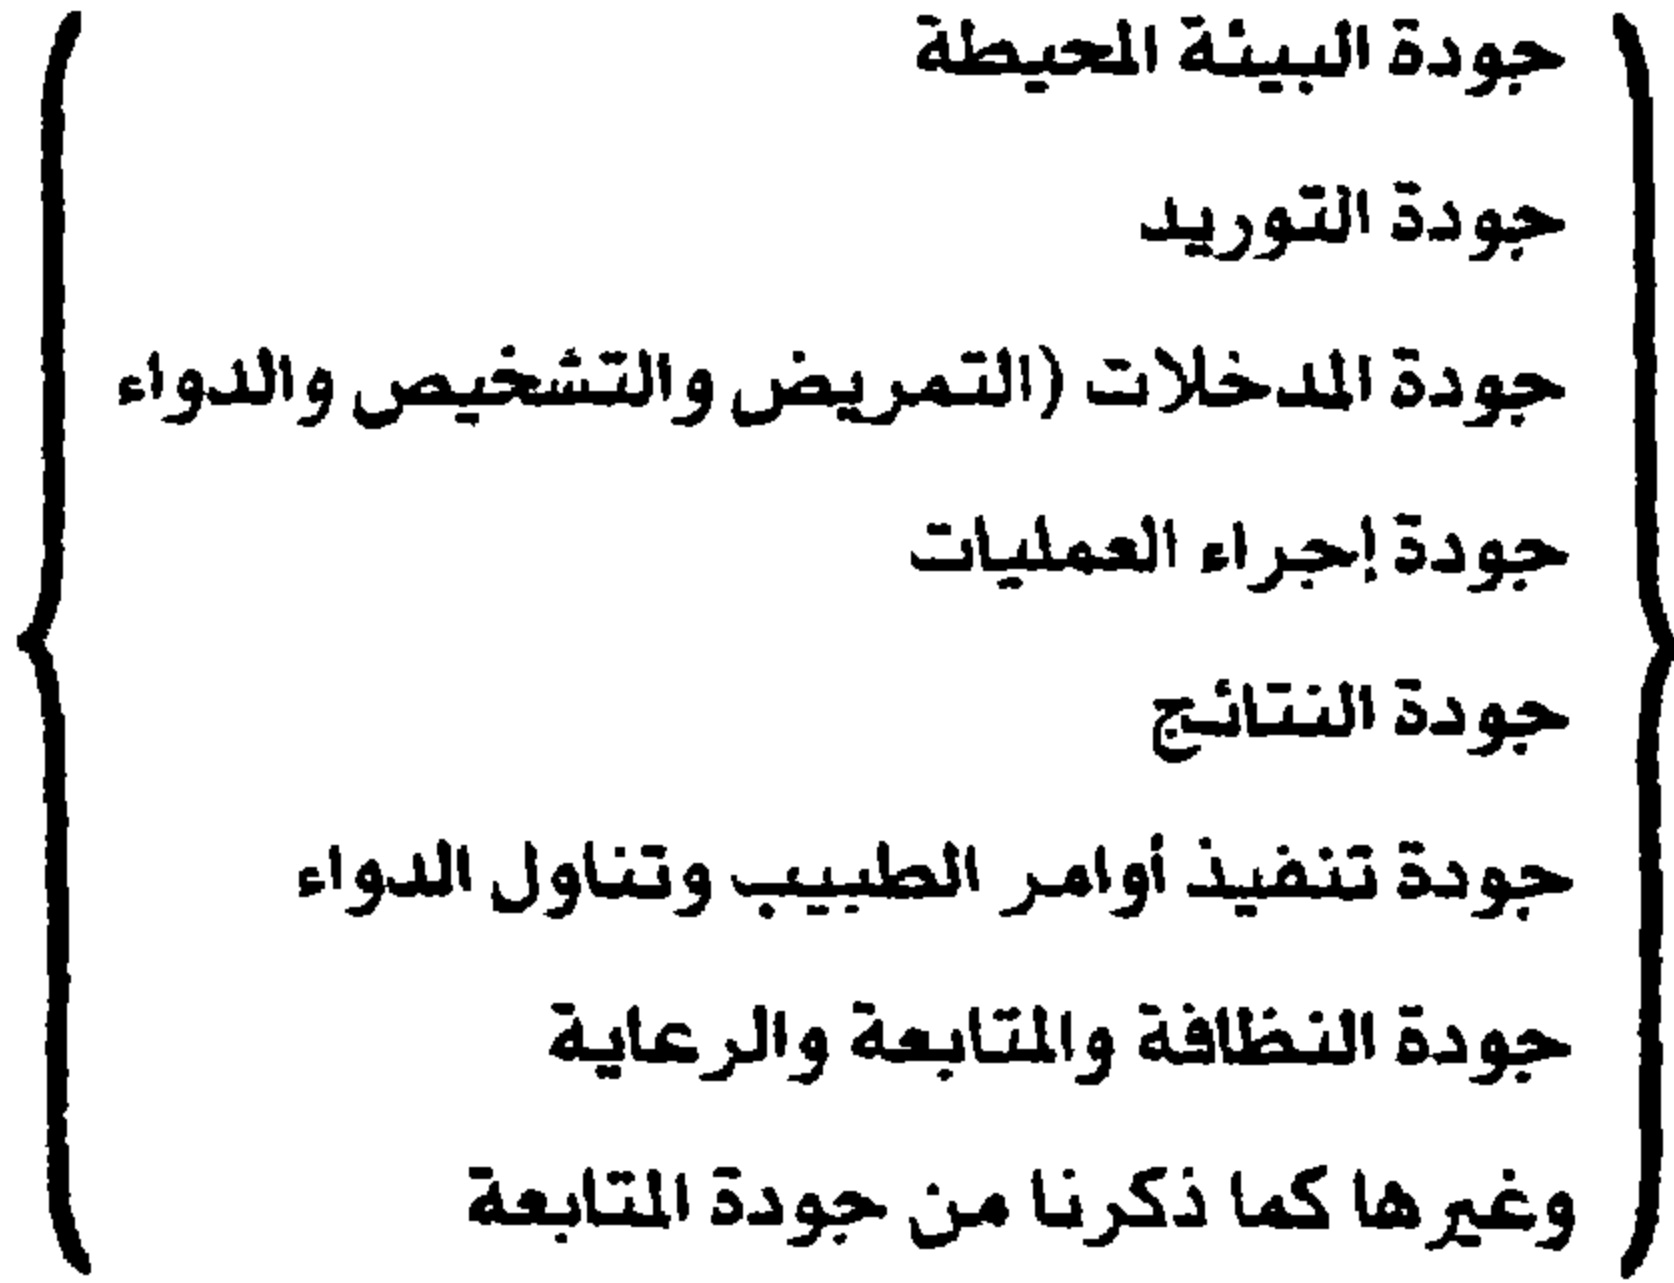 جودة البيئة المحيطة
جودة التوريد
جودة المدخلات (التمريض والتشخيص والدواء
جودة إجراء العمليات
جودة النتائج
جودة تنفيذ أوامر الطبيب وتناول الدواء
جودة النظافة والمتابعة والرعاية
وغيرها كما ذكرنا من جودة المتابعة